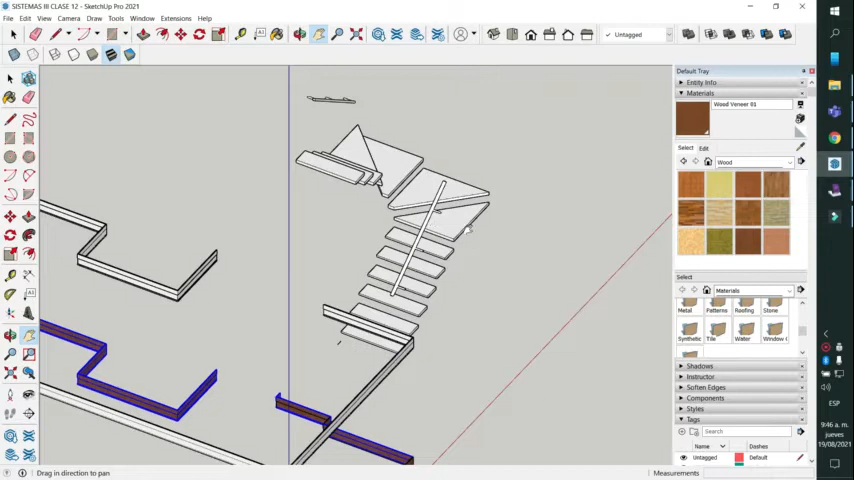 SISTEMAS III CLASE 12 - SketchUp Pro 2021
File Edit View Camera Draw Tools Window Extensions Help
Untagged
Default Tray
Entity Info
Materials
Wood Veneer 01
Select Edit
Wood
Select
Materials
Metal Patterns Roofing Stone
Synthetic Tile Water Window
Shadows
Instructor
Soften Edges
Components
Styles
Tags
Search
Name Dashes
Untagged Default
Drag in direction to pan
Measurements
ESP
9:46 a. m.
jueves
19/08/2021